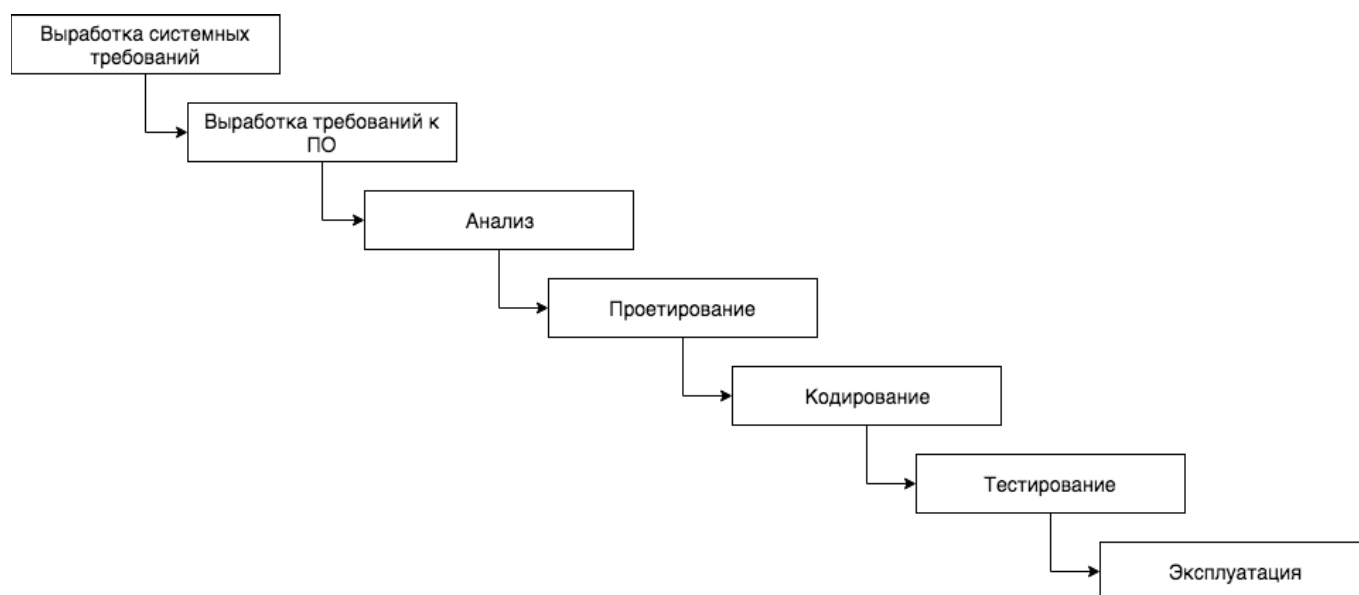 Выработка системных
требований
Выработка требований к
ПО
Анализ
Проетирование
Кодирование
Тестирование
Эксплуатация